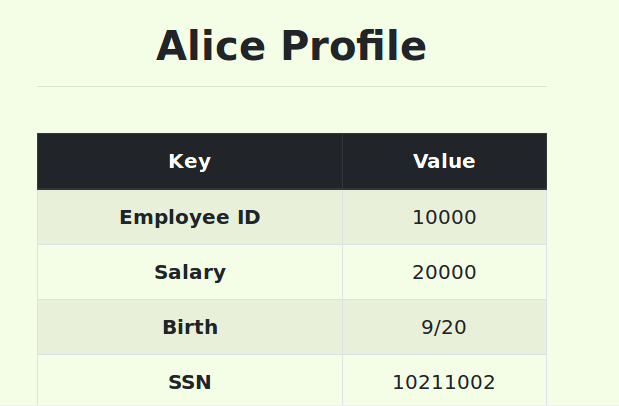 Alice Profile
Key Value
Employee ID 10000
Salary 20000
Birth 9/20
SSN 10211002